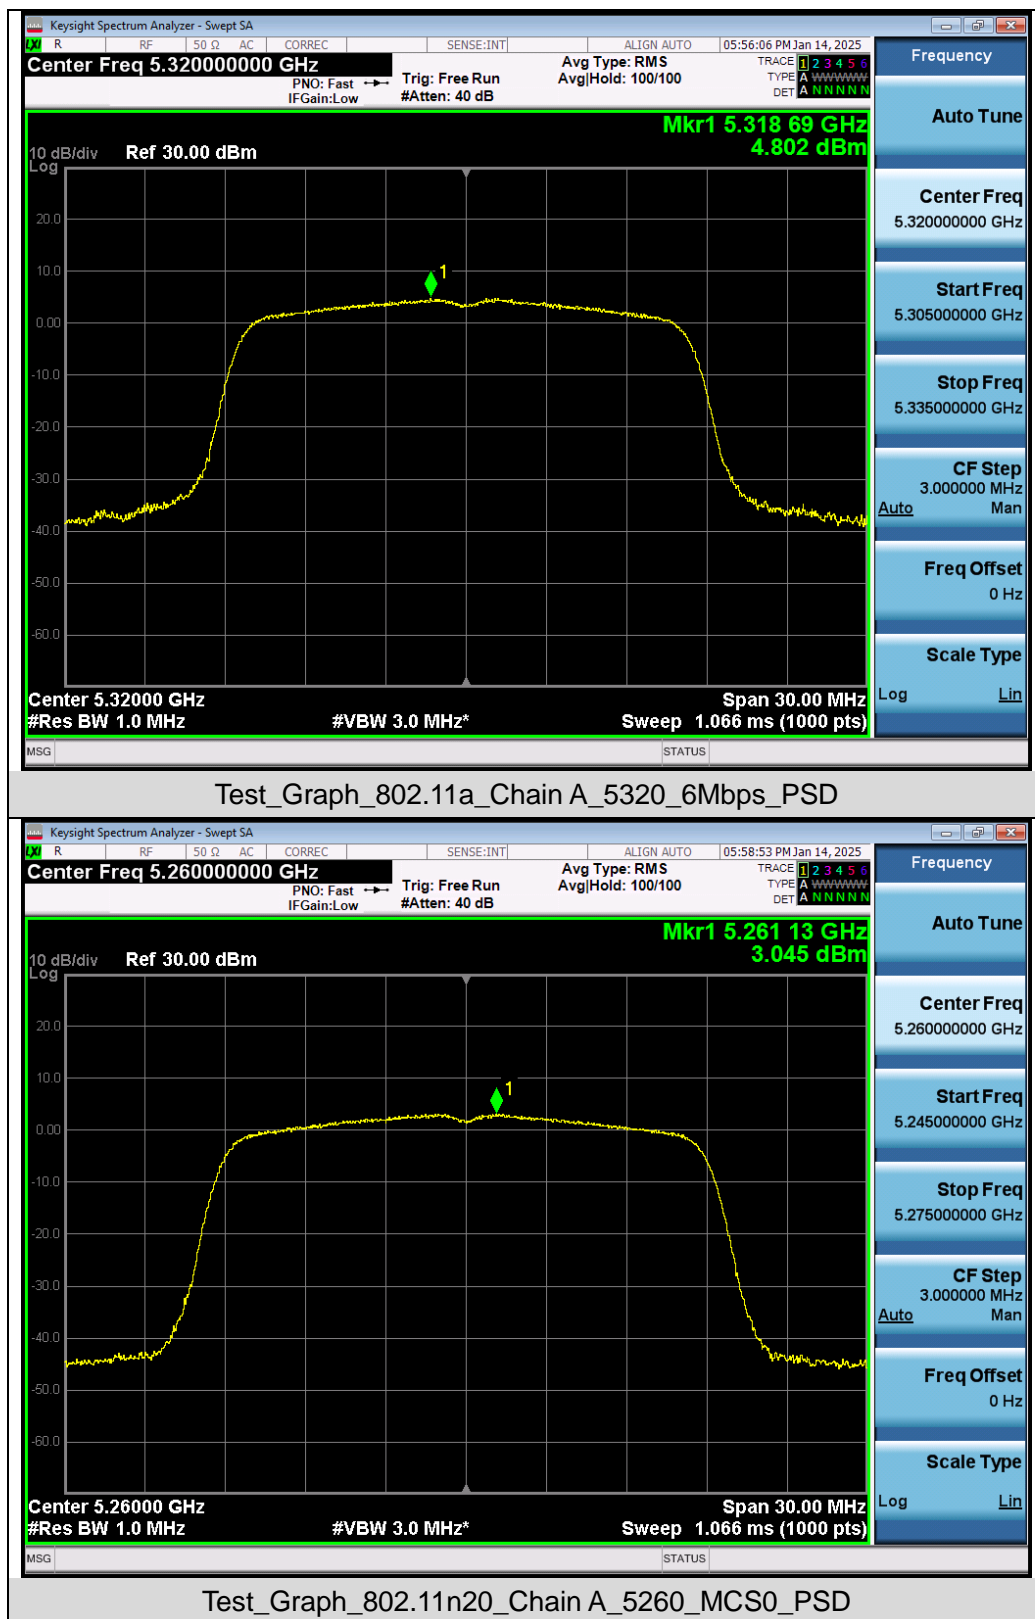 Keysight Spectrum Analyzer - Swept SA
LXI R RF 50 Ω AC CORREC SENSE:INT ALIGN AUTO 05:56:06 PM Jan 14, 2025
Center Freq 5.320000000 GHz
PNO: Fast
IFGain:Low
Trig: Free Run
#Atten: 40 dB
Avg Type: RMS
Avg|Hold: 100/100
TRACE 1 2 3 4 5 6
TYPE A WWWWW
DET A N N N N N
Frequency
Mkr1 5.318 69 GHz
4.802 dBm
10 dB/div Ref 30.00 dBm
Log
20.0
10.0
0.00
-10.0
-20.0
-30.0
-40.0
-50.0
-60.0
1
Center 5.32000 GHz Span 30.00 MHz
#Res BW 1.0 MHz #VBW 3.0 MHz* Sweep 1.066 ms (1000 pts)
MSG STATUS
Auto Tune
Center Freq
5.320000000 GHz
Start Freq
5.305000000 GHz
Stop Freq
5.335000000 GHz
CF Step
3.000000 MHz
Auto Man
Freq Offset
0 Hz
Scale Type
Log Lin
Test_Graph_802.11a_Chain A_5320_6Mbps_PSD
Keysight Spectrum Analyzer - Swept SA
LXI R RF 50 Ω AC CORREC SENSE:INT ALIGN AUTO 05:58:53 PM Jan 14, 2025
Center Freq 5.260000000 GHz
PNO: Fast
IFGain:Low
Trig: Free Run
#Atten: 40 dB
Avg Type: RMS
Avg|Hold: 100/100
TRACE 1 2 3 4 5 6
TYPE A WWWWW
DET A N N N N N
Frequency
Mkr1 5.261 13 GHz
3.045 dBm
10 dB/div Ref 30.00 dBm
Log
20.0
10.0
0.00
-10.0
-20.0
-30.0
-40.0
-50.0
-60.0
1
Center 5.26000 GHz Span 30.00 MHz
#Res BW 1.0 MHz #VBW 3.0 MHz* Sweep 1.066 ms (1000 pts)
MSG STATUS
Auto Tune
Center Freq
5.260000000 GHz
Start Freq
5.245000000 GHz
Stop Freq
5.275000000 GHz
CF Step
3.000000 MHz
Auto Man
Freq Offset
0 Hz
Scale Type
Log Lin
Test_Graph_802.11n20_Chain A_5260_MCS0_PSD